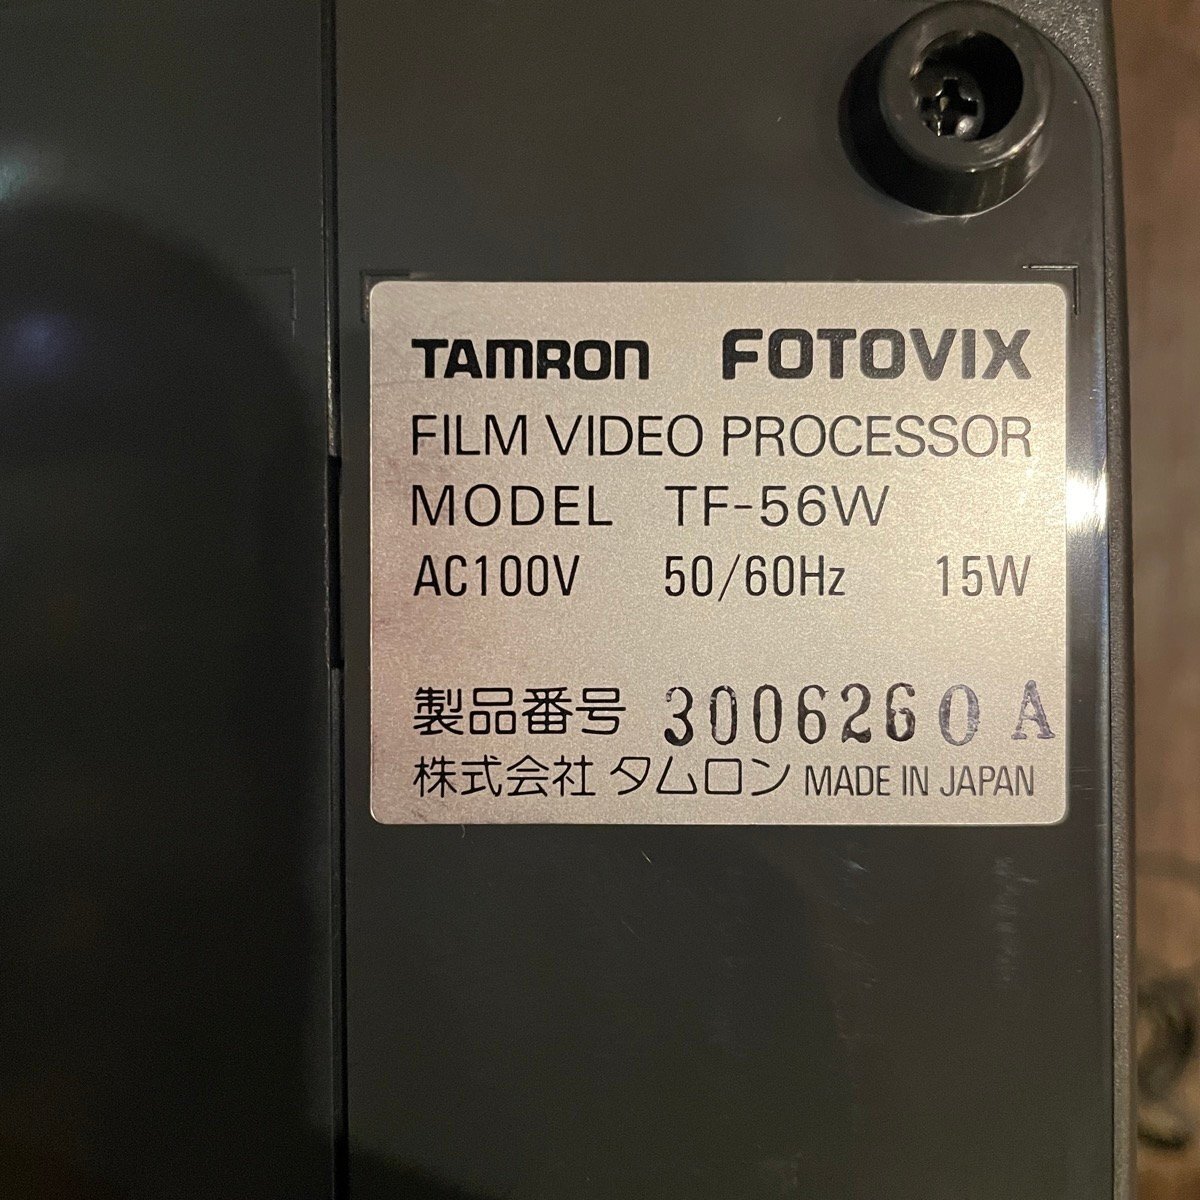 TAMRON FOTOVIX
FILM VIDEO PROCESSOR
MODEL TF-56W
AC100V 50/60Hz 15W
製品番号 3006260 A
株式会社 タムロン MADE IN JAPAN